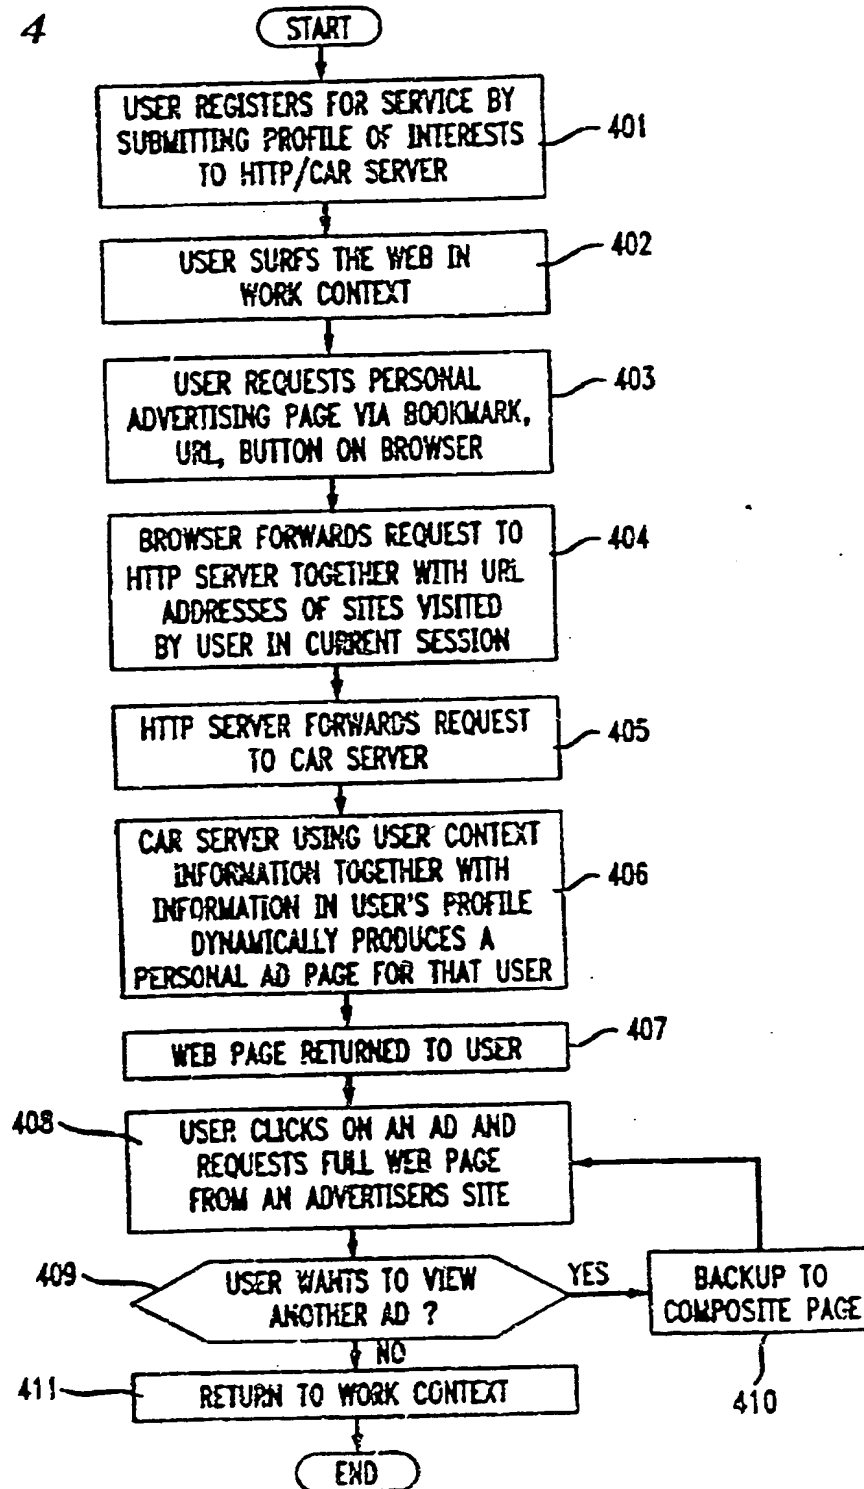 4
START
USER REGISTERS FOR SERVICE BY
SUBMITTING PROFILE OF INTERESTS
TO HTTP/CAR SERVER
401
USER SURFS THE WEB IN
WORK CONTEXT
402
USER REQUESTS PERSONAL
ADVERTISING PAGE VIA BOOKMARK,
URL, BUTTON ON BROWSER
403
BROWSER FORWARDS REQUEST TO
HTTP SERVER TOGETHER WITH URL
ADDRESSES OF SITES VISITED
BY USER IN CURRENT SESSION
404
HTTP SERVER FORWARDS REQUEST
TO CAR SERVER
405
CAR SERVER USING USER CONTEXT
INFORMATION TOGETHER WITH
INFORMATION IN USER'S PROFILE
DYNAMICALLY PRODUCES A
PERSONAL AD PAGE FOR THAT USER
406
WEB PAGE RETURNED TO USER
407
408
USER CLICKS ON AN AD AND
REQUESTS FULL WEB PAGE
FROM AN ADVERTISERS SITE
409
USER WANTS TO VIEW
ANOTHER AD ?
YES
BACKUP TO
COMPOSITE PAGE
410
NO
411
RETURN TO WORK CONTEXT
END